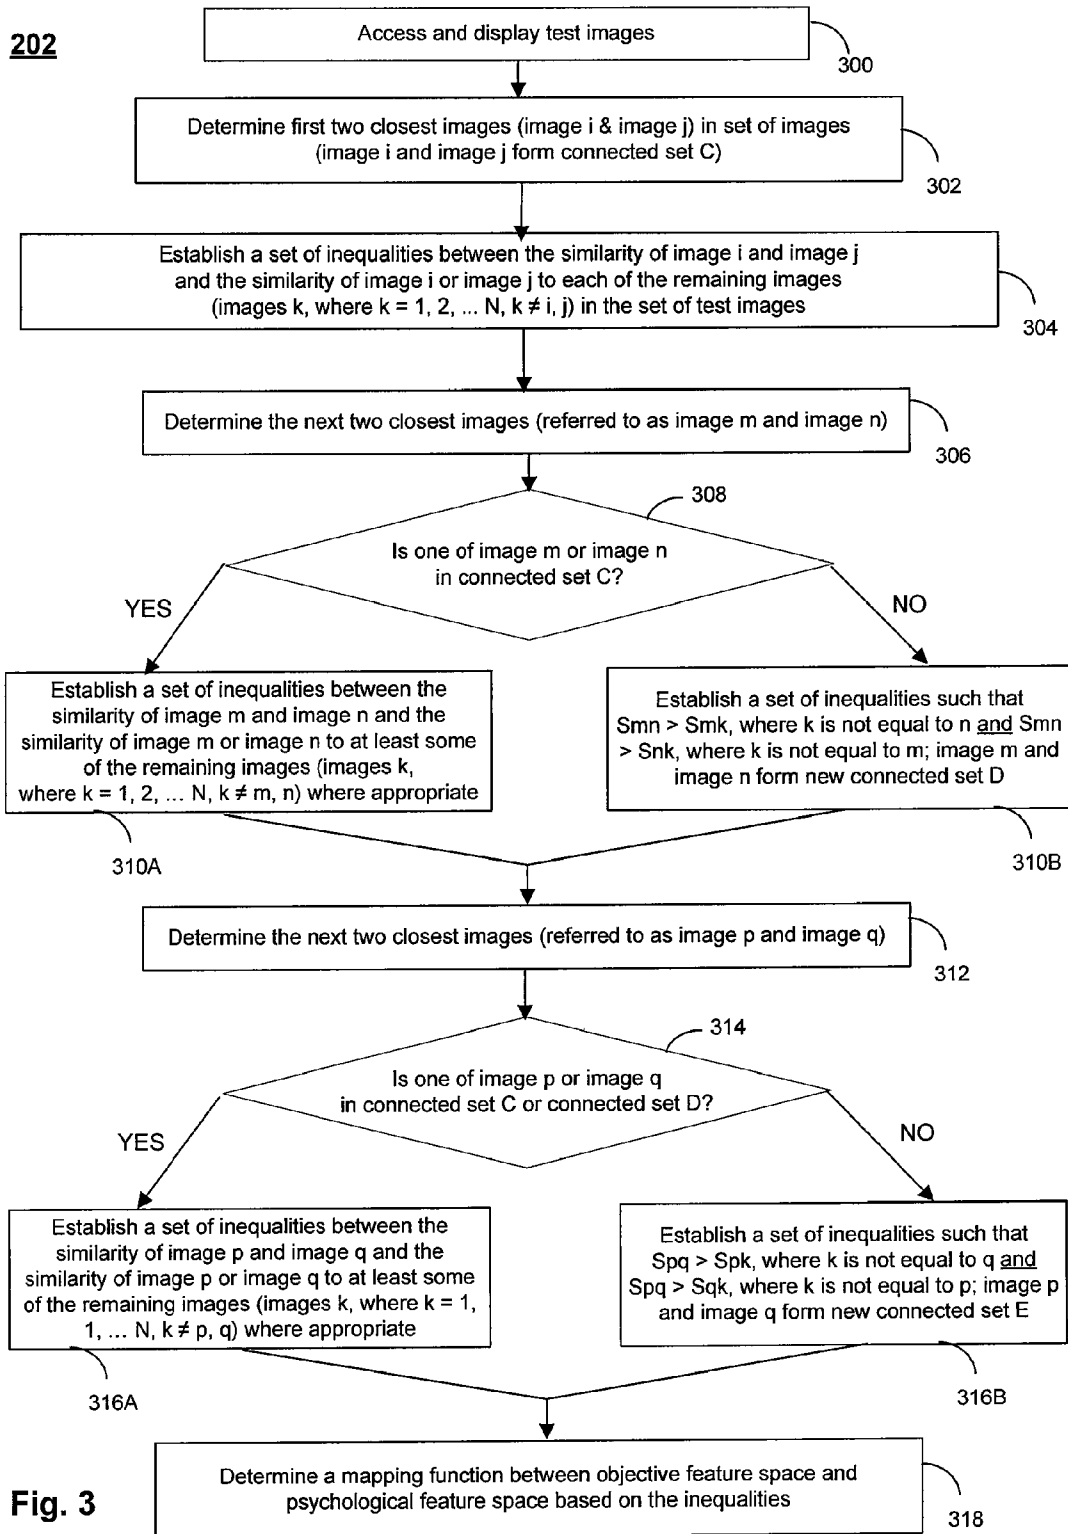 202
Access and display test images
300
Determine first two closest images (image i & image j) in set of images
(image i and image j form connected set C)
302
Establish a set of inequalities between the similarity of image i and image j
and the similarity of image i or image j to each of the remaining images
(images k, where k = 1, 2, ... N, k ≠ i, j) in the set of test images
304
Determine the next two closest images (referred to as image m and image n)
306
308
Is one of image m or image n
in connected set C?
YES
NO
Establish a set of inequalities between the
similarity of image m and image n and the
similarity of image m or image n to at least some
of the remaining images (images k,
where k = 1, 2, ... N, k ≠ m, n) where appropriate
310A
Establish a set of inequalities such that
Smn > Smk, where k is not equal to n and Smn
> Snk, where k is not equal to m; image m and
image n form new connected set D
310B
Determine the next two closest images (referred to as image p and image q)
312
314
Is one of image p or image q
in connected set C or connected set D?
YES
NO
Establish a set of inequalities between the
similarity of image p and image q and the
similarity of image p or image q to at least some
of the remaining images (images k, where k = 1,
1, ... N, k ≠ p, q) where appropriate
316A
Establish a set of inequalities such that
Spq > Spk, where k is not equal to q and
Spq > Sqk, where k is not equal to p; image p
and image q form new connected set E
316B
Determine a mapping function between objective feature space and
psychological feature space based on the inequalities
318
Fig. 3